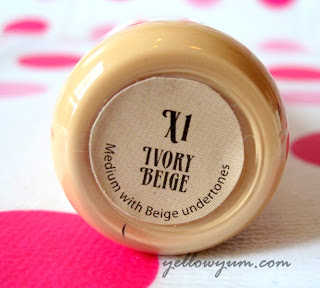 X1
IVORY
BEIGE
Medium with Beige undertones
yellowyum.com